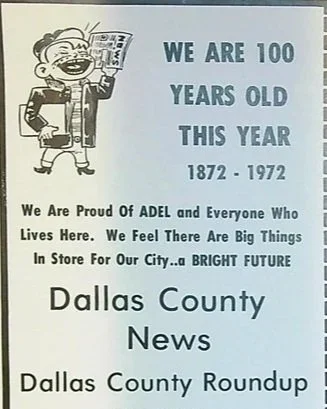 NEWS
WE ARE 100
YEARS OLD
THIS YEAR
1872 - 1972
We Are Proud Of ADEL and Everyone Who
Lives Here. We Feel There Are Big Things
In Store For Our City..a BRIGHT FUTURE
Dallas County
News
Dallas County Roundup